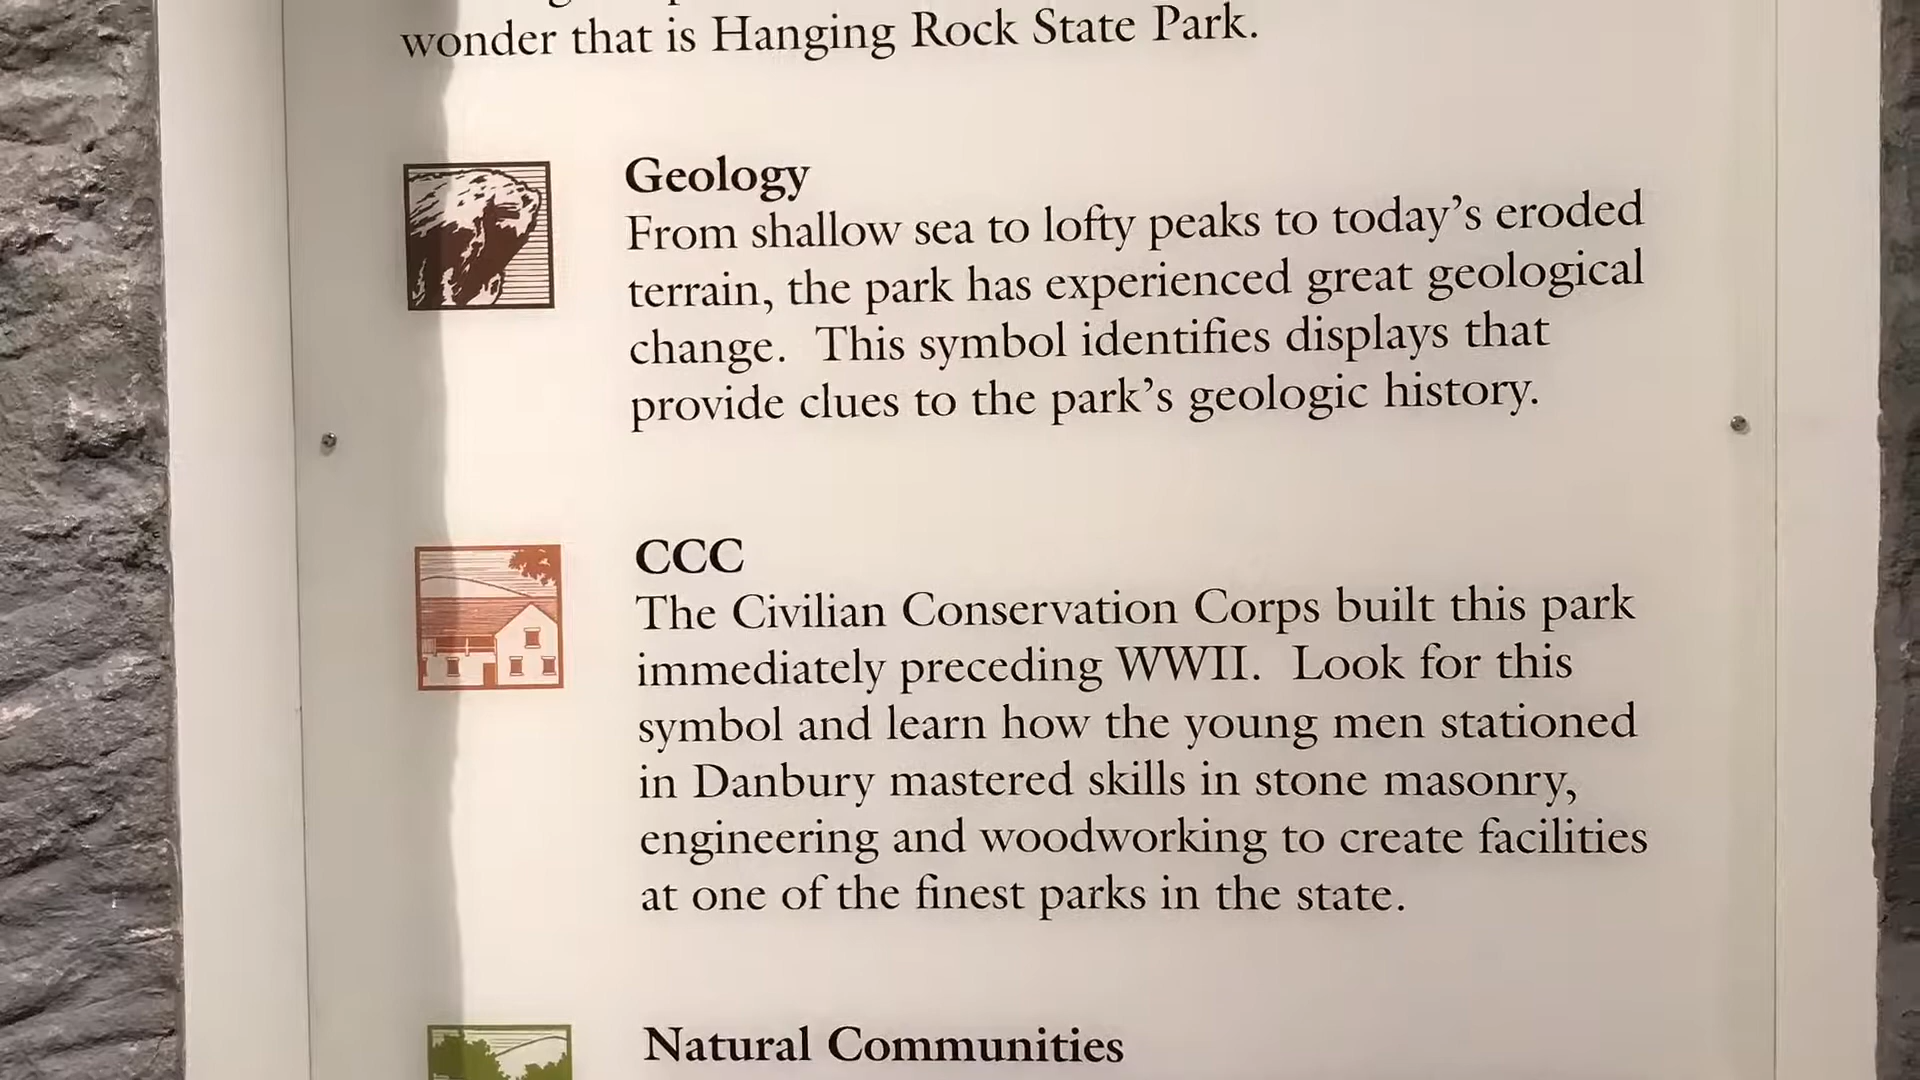 wonder that is Hanging Rock State Park.
Geology
From shallow sea to lofty peaks to today’s eroded
terrain, the park has experienced great geological
change.  This symbol identifies displays that
provide clues to the park’s geologic history.
CCC
The Civilian Conservation Corps built this park
immediately preceding WWII.  Look for this
symbol and learn how the young men stationed
in Danbury mastered skills in stone masonry,
engineering and woodworking to create facilities
at one of the finest parks in the state.
Natural Communities